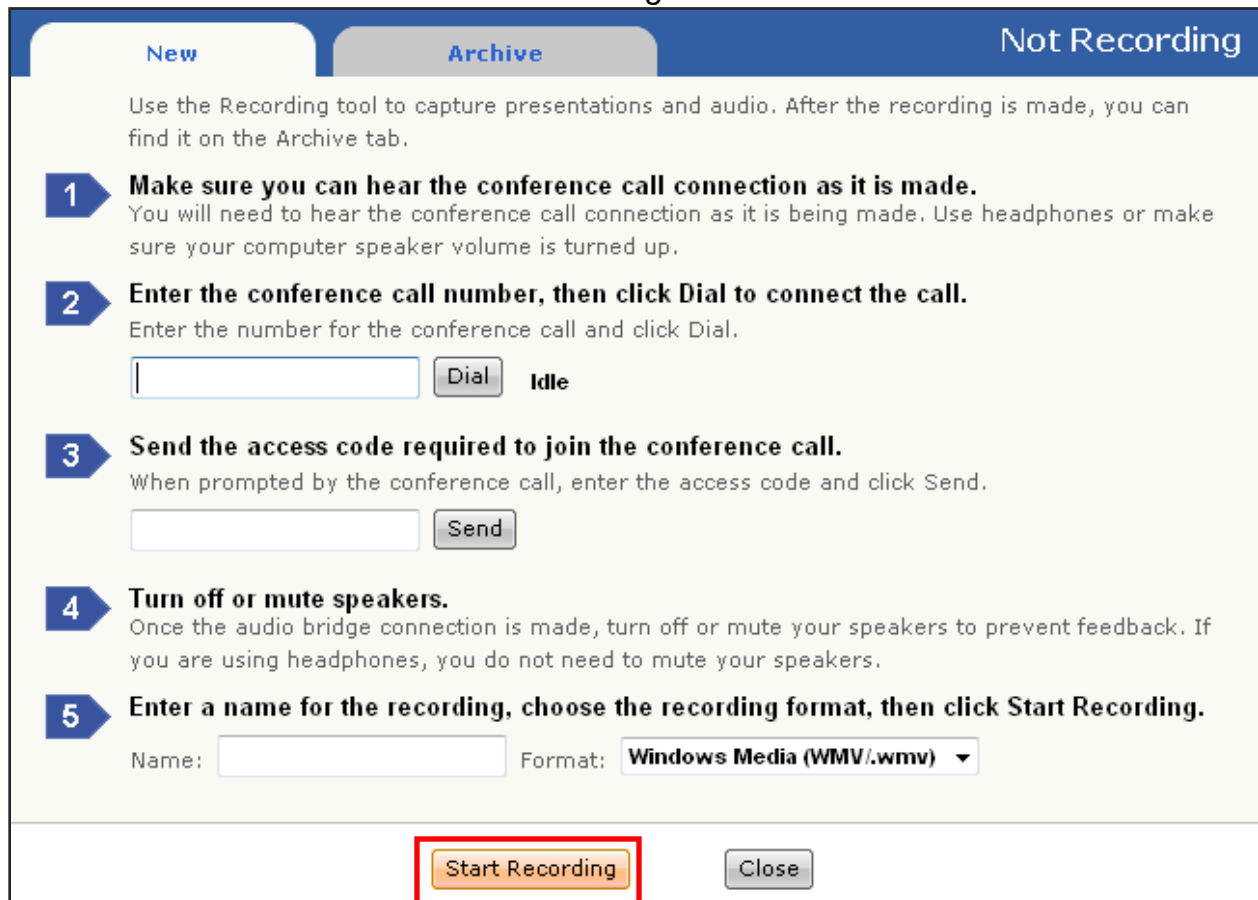 New Archive Not Recording
Use the Recording tool to capture presentations and audio. After the recording is made, you can
find it on the Archive tab.
1 Make sure you can hear the conference call connection as it is made.
You will need to hear the conference call connection as it is being made. Use headphones or make
sure your computer speaker volume is turned up.
2 Enter the conference call number, then click Dial to connect the call.
Enter the number for the conference call and click Dial.
Dial Idle
3 Send the access code required to join the conference call.
When prompted by the conference call, enter the access code and click Send.
Send
4 Turn off or mute speakers.
Once the audio bridge connection is made, turn off or mute your speakers to prevent feedback. If
you are using headphones, you do not need to mute your speakers.
5 Enter a name for the recording, choose the recording format, then click Start Recording.
Name: Format: Windows Media (WMV/.wmv)
Start Recording Close